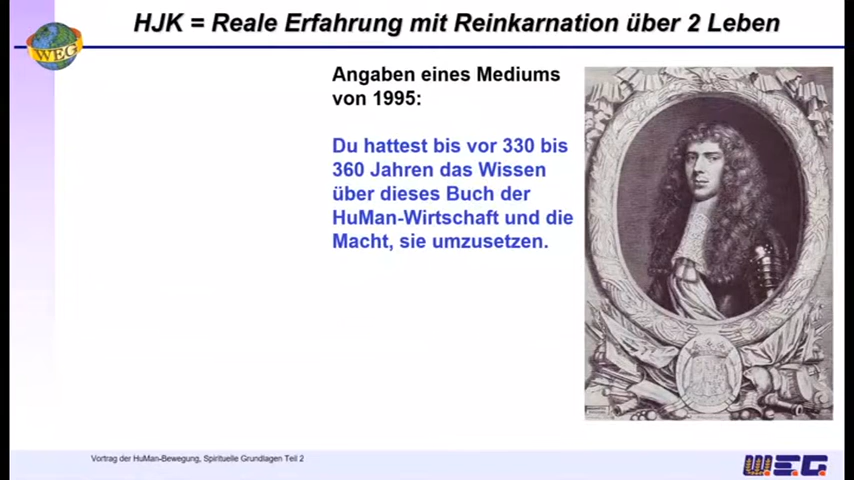 HJK = Reale Erfahrung mit Reinkarnation über 2 Leben
WEG
Angaben eines Mediums
von 1995:
Du hattest bis vor 330 bis
360 Jahren das Wissen
über dieses Buch der
HuMan-Wirtschaft und die
Macht, sie umzusetzen.
Vortrag der HuMan-Bewegung, Spirituelle Grundlagen Teil 2
W.E.G.